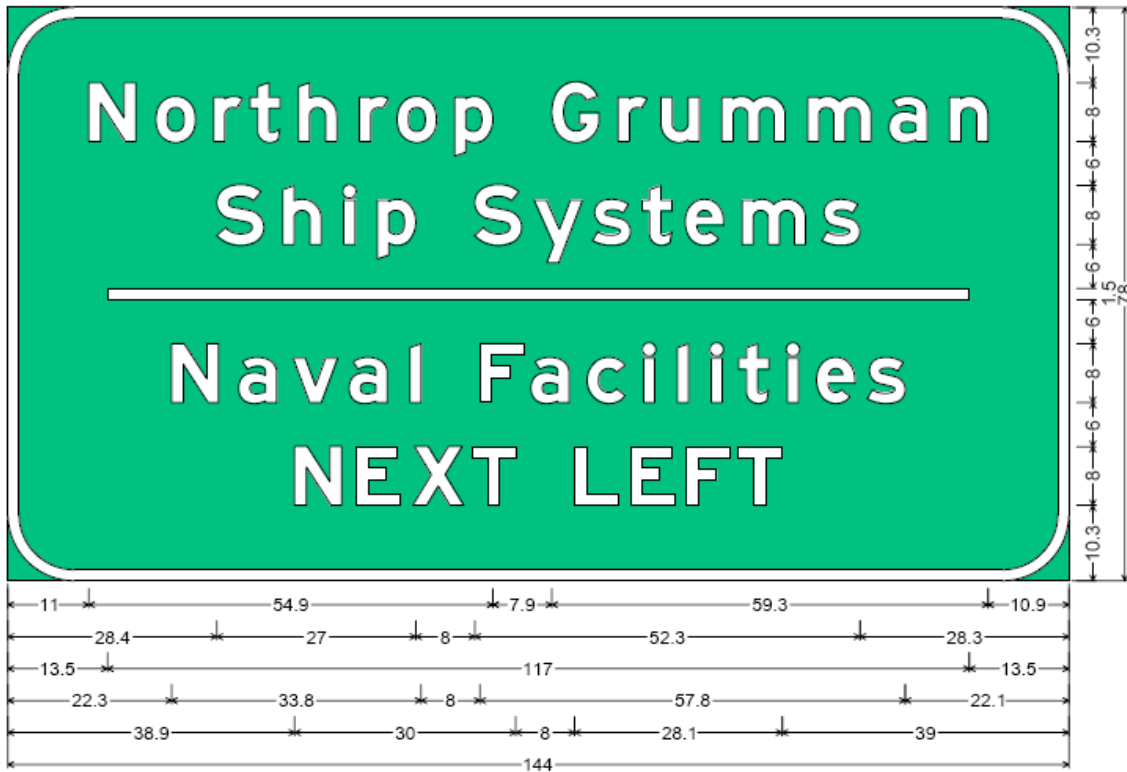 Northrop Grumman
Ship Systems
Naval Facilities
NEXT LEFT
10.3
8
6
8
6
1.5
6
8
6
8
10.3
78
11 54.9 7.9 59.3 10.9
28.4 27 8 52.3 28.3
13.5 117 13.5
22.3 33.8 8 57.8 22.1
38.9 30 8 28.1 39
144